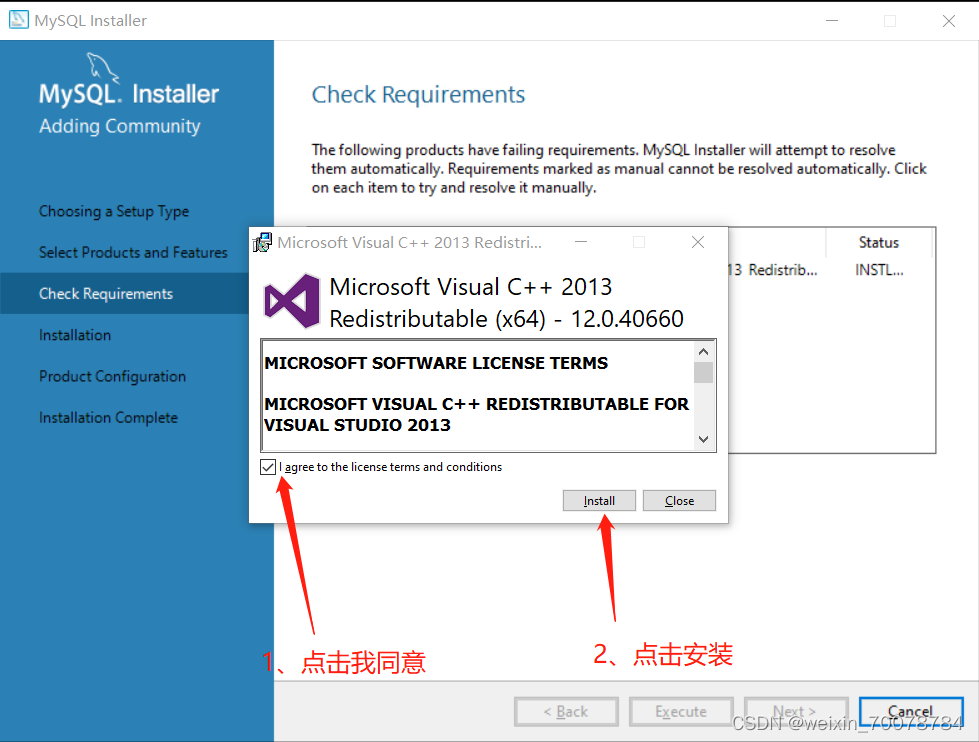 MySQL Installer
MySQL. Installer
Adding Community
Choosing a Setup Type
Select Products and Features
Check Requirements
Installation
Product Configuration
Installation Complete
Check Requirements
The following products have failing requirements. MySQL Installer will attempt to resolve
them automatically. Requirements marked as manual cannot be resolved automatically. Click
on each item to try and resolve it manually.
Status
13 Redistrib...
INSTL...
Microsoft Visual C++ 2013 Redistri...
Microsoft Visual C++ 2013
Redistributable (x64) - 12.0.40660
MICROSOFT SOFTWARE LICENSE TERMS
MICROSOFT VISUAL C++ REDISTRIBUTABLE FOR
VISUAL STUDIO 2013
I agree to the license terms and conditions
Install
Close
1、点击我同意
2、点击安装
< Back
Execute
Next >
Cancel
CSDN @weixin_70078784